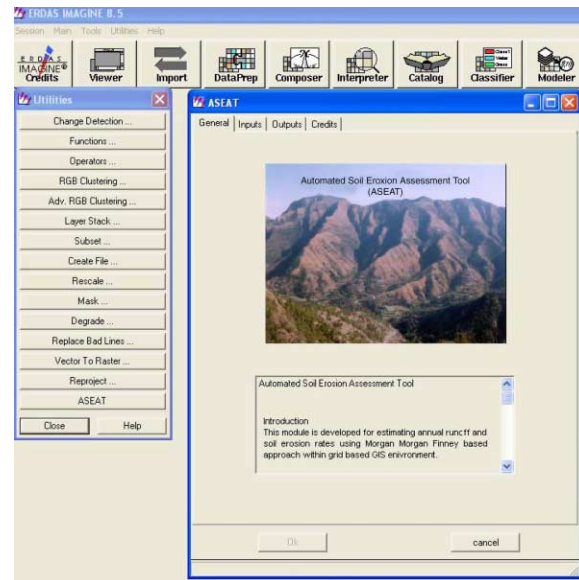 ERDAS IMAGINE 8.5
Session Main Tools Utilities Help
ERDAS
IMAGINE®
Credits
Viewer
Import
DataPrep
Composer
Interpreter
Catalog
Classifier
Modeler
Utilities
Change Detection ...
Functions ...
Operators ...
RGB Clustering ...
Adv. RGB Clustering ...
Layer Stack ...
Subset ...
Create File ...
Rescale ...
Mask ...
Degrade ...
Replace Bad Lines ...
Vector To Raster ...
Reproject ...
ASEAT
Close Help
ASEAT
General Inputs Outputs Credits
Automated Soil Eroxion Assessment Tool
(ASEAT)
Automated Soil Erosion Assessment Tool
Introduction
This module is developed for estimating annual runcff and
soil erosion rates using Morgan Morgan Finney based
approach within grid based GIS enivronment.
Ok cancel